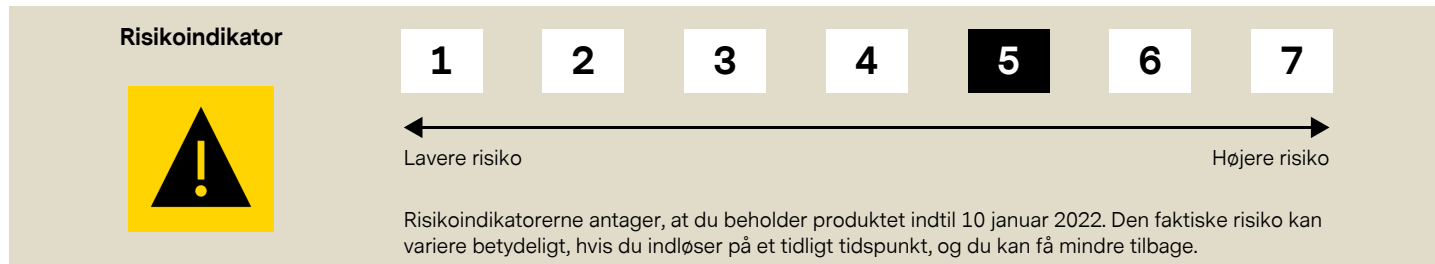 Risikoindikator
1 2 3 4 5 6 7
Lavere risiko Højere risiko
Risikoindikatorerne antager, at du beholder produktet indtil 10 januar 2022. Den faktiske risiko kan
variere betydeligt, hvis du indløser på et tidligt tidspunkt, og du kan få mindre tilbage.